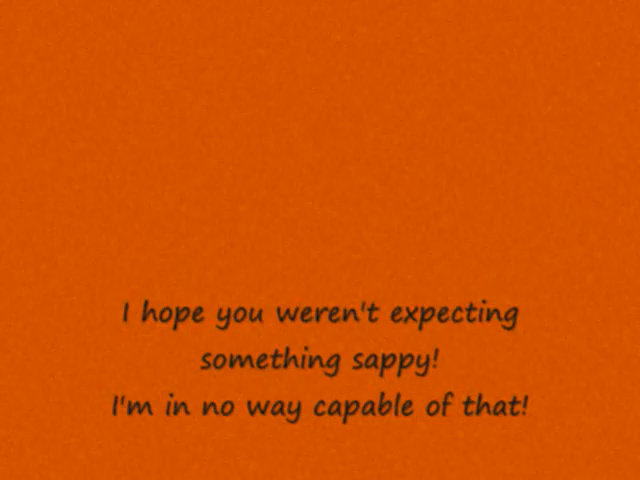 I hope you weren't expecting
something sappy!
I'm in no way capable of that!